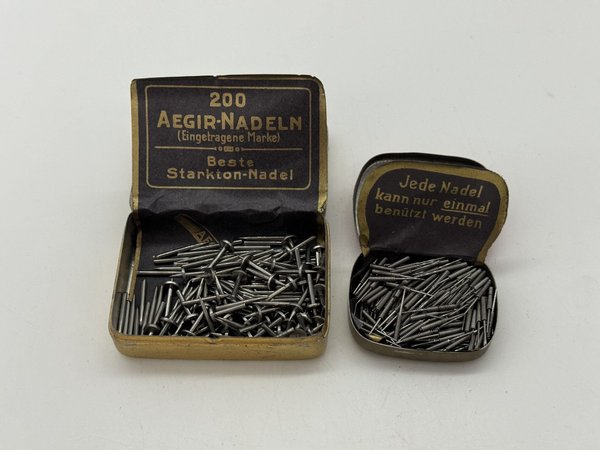 200
AEGIR-NADELN
(Eingetragene Marke)
Beste
Starkton-Nadel
Jede Nadel
kann nur einmal
benützt werden